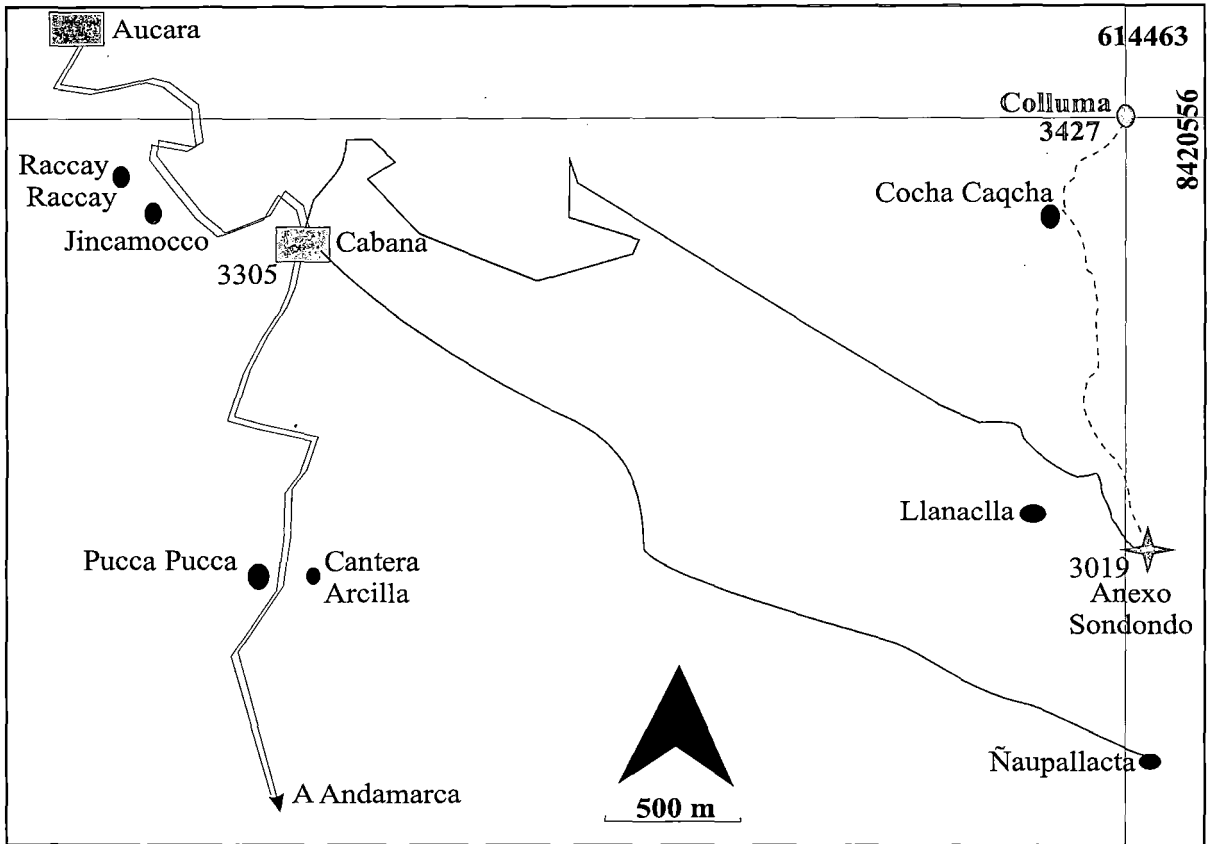 Aucara
614463
Colluma
3427
8420556
Raccay
Raccay
Jincamocco
Cocha Caqcha
Cabana
3305
Llanaclla
Pucca Pucca
Cantera
Arcilla
3019
Anexo
Sondondo
Ñaupallacta
A Andamarca
500 m